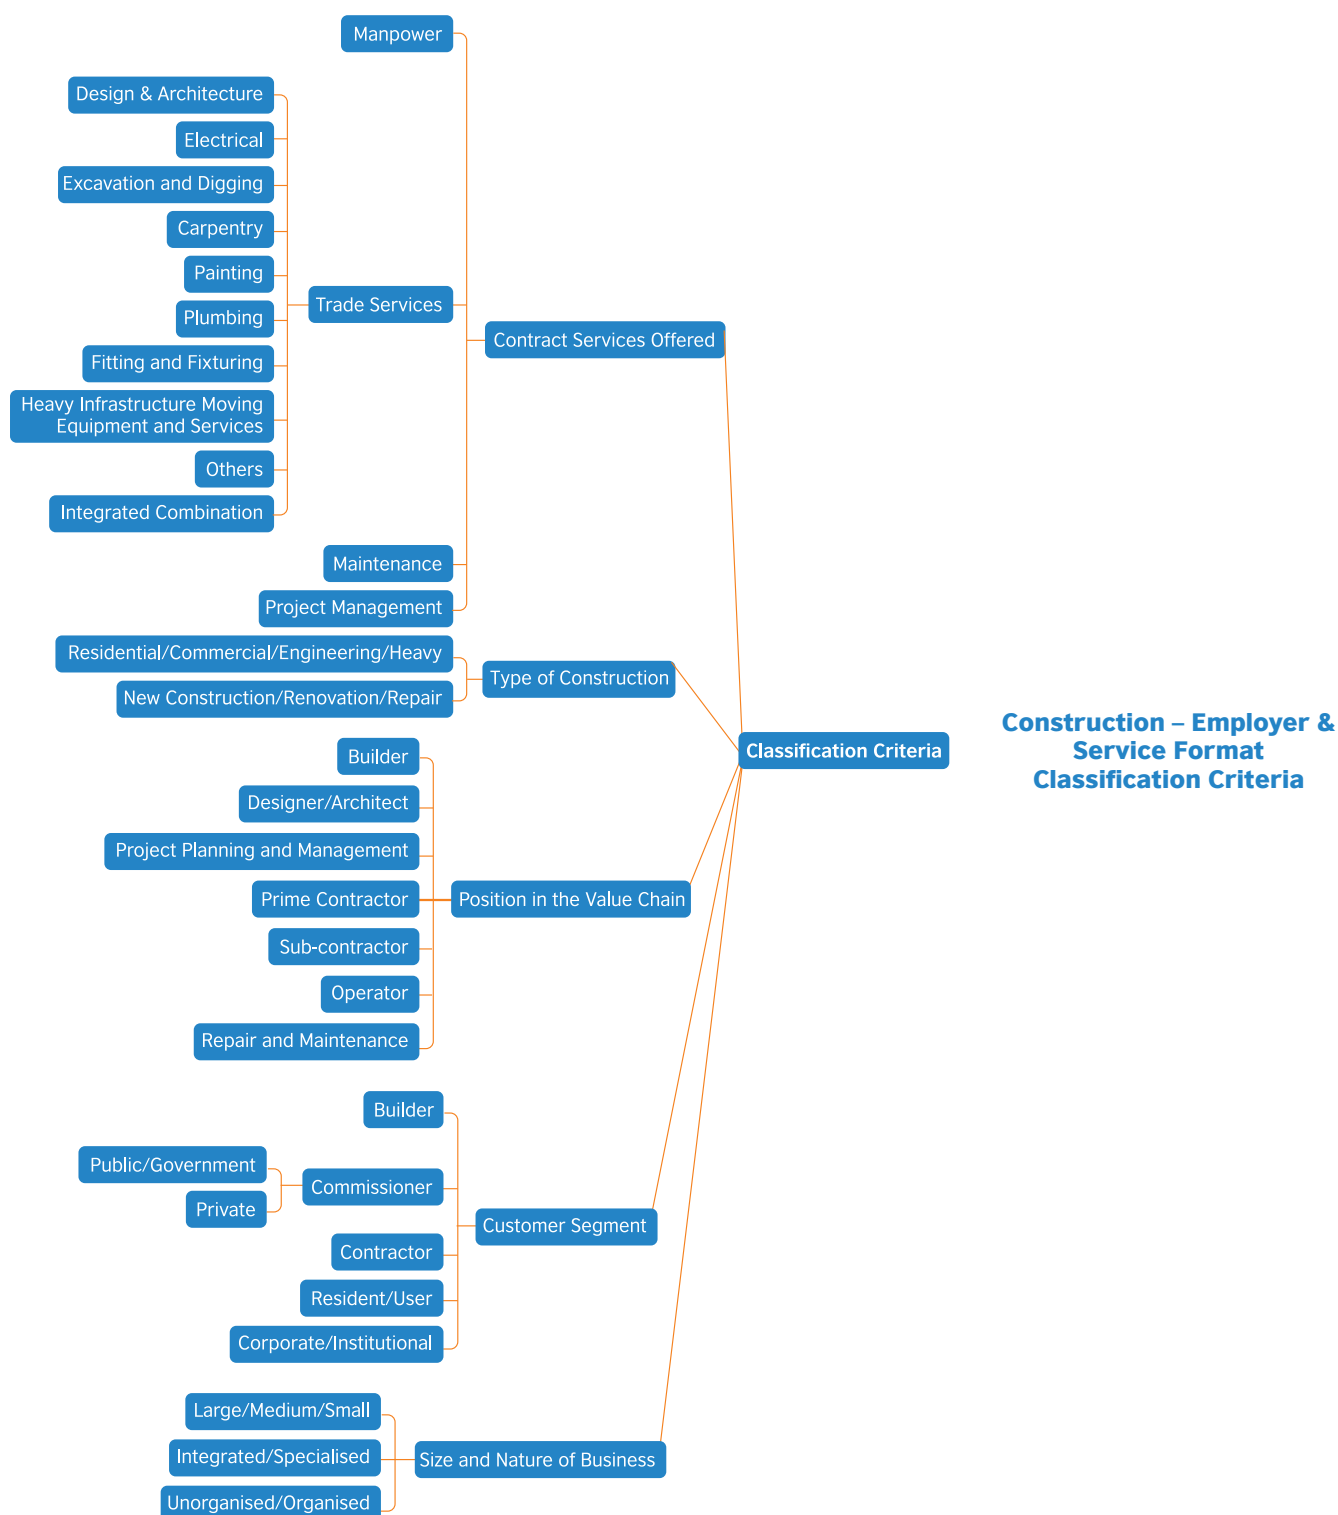 Manpower
Design & Architecture
Electrical
Excavation and Digging
Carpentry
Painting
Plumbing
Fitting and Fixturing
Heavy Infrastructure Moving
Equipment and Services
Others
Integrated Combination
Trade Services
Maintenance
Project Management
Contract Services Offered
Residential/Commercial/Engineering/Heavy
New Construction/Renovation/Repair
Type of Construction
Builder
Designer/Architect
Project Planning and Management
Prime Contractor
Sub-contractor
Operator
Repair and Maintenance
Position in the Value Chain
Builder
Public/Government
Private
Commissioner
Contractor
Resident/User
Corporate/Institutional
Customer Segment
Large/Medium/Small
Integrated/Specialised
Unorganised/Organised
Size and Nature of Business
Classification Criteria
Construction – Employer &
Service Format
Classification Criteria